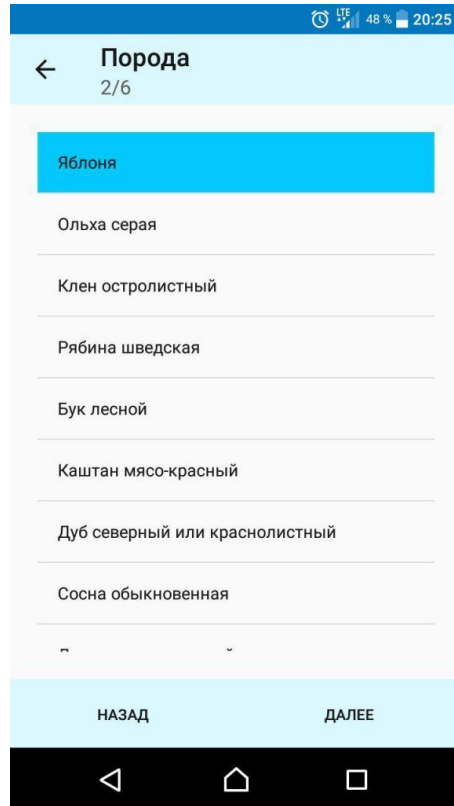 LTE 48 % 20:25
Порода
2/6
Яблоня
Ольха серая
Клен остролистный
Рябина шведская
Бук лесной
Каштан мясо-красный
Дуб северный или краснолистный
Сосна обыкновенная
НАЗАД ДАЛЕЕ